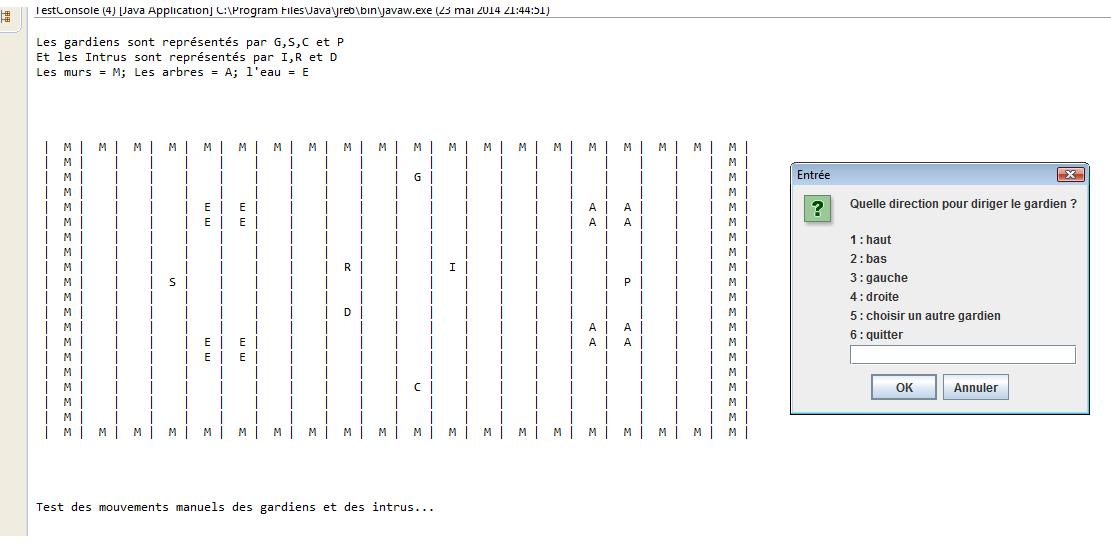 TestConsole (4) [Java Application] C:\Program Files\Java\jre6\bin\javaw.exe (23 mai 2014 21:44:51)
Les gardiens sont représentés par G,S,C et P
Et les Intrus sont représentés par I,R et D
Les murs = M; Les arbres = A; l'eau = E
| M | M | M | M | M | M | M | M | M | M | M | M | M | M | M | M | M | M | M | M |
| M |   |   |   |   |   |   |   |   |   |   |   |   |   |   |   |   |   |   | M |
| M |   |   |   |   |   |   |   |   |   | G |   |   |   |   |   |   |   |   | M |
| M |   |   |   |   |   |   |   |   |   |   |   |   |   |   |   |   |   |   | M |
| M |   |   |   | E | E |   |   |   |   |   |   |   |   |   | A | A |   |   | M |
| M |   |   |   | E | E |   |   |   |   |   |   |   |   |   | A | A |   |   | M |
| M |   |   |   |   |   |   |   |   |   |   |   |   |   |   |   |   |   |   | M |
| M |   |   |   |   |   |   |   |   |   |   |   |   |   |   |   |   |   |   | M |
| M |   |   |   |   |   |   |   | R |   |   | I |   |   |   |   |   |   |   | M |
| M |   |   | S |   |   |   |   |   |   |   |   |   |   |   |   | P |   |   | M |
| M |   |   |   |   |   |   |   |   |   |   |   |   |   |   |   |   |   |   | M |
| M |   |   |   |   |   |   |   | D |   |   |   |   |   |   |   |   |   |   | M |
| M |   |   |   |   |   |   |   |   |   |   |   |   |   |   | A | A |   |   | M |
| M |   |   |   | E | E |   |   |   |   |   |   |   |   |   | A | A |   |   | M |
| M |   |   |   | E | E |   |   |   |   |   |   |   |   |   |   |   |   |   | M |
| M |   |   |   |   |   |   |   |   |   |   |   |   |   |   |   |   |   |   | M |
| M |   |   |   |   |   |   |   |   |   | C |   |   |   |   |   |   |   |   | M |
| M |   |   |   |   |   |   |   |   |   |   |   |   |   |   |   |   |   |   | M |
| M |   |   |   |   |   |   |   |   |   |   |   |   |   |   |   |   |   |   | M |
| M | M | M | M | M | M | M | M | M | M | M | M | M | M | M | M | M | M | M | M |
Test des mouvements manuels des gardiens et des intrus...
Entrée
Quelle direction pour diriger le gardien ?
1 : haut
2 : bas
3 : gauche
4 : droite
5 : choisir un autre gardien
6 : quitter
OK
Annuler